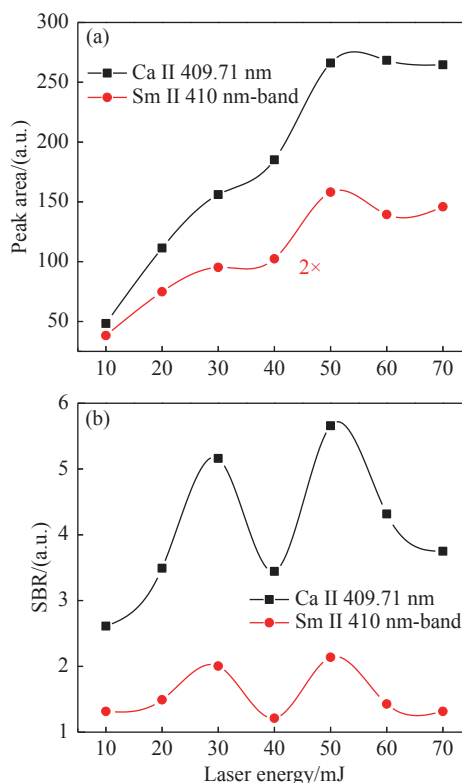 300
(a)
Ca II 409.71 nm
250
Sm II 410 nm-band
200
Peak area/(a.u.)
150
100
2×
50
10 20 30 40 50 60 70
6
(b)
5
4
SBR/(a.u.)
3
Ca II 409.71 nm
Sm II 410 nm-band
2
1
10 20 30 40 50 60 70
Laser energy/mJ